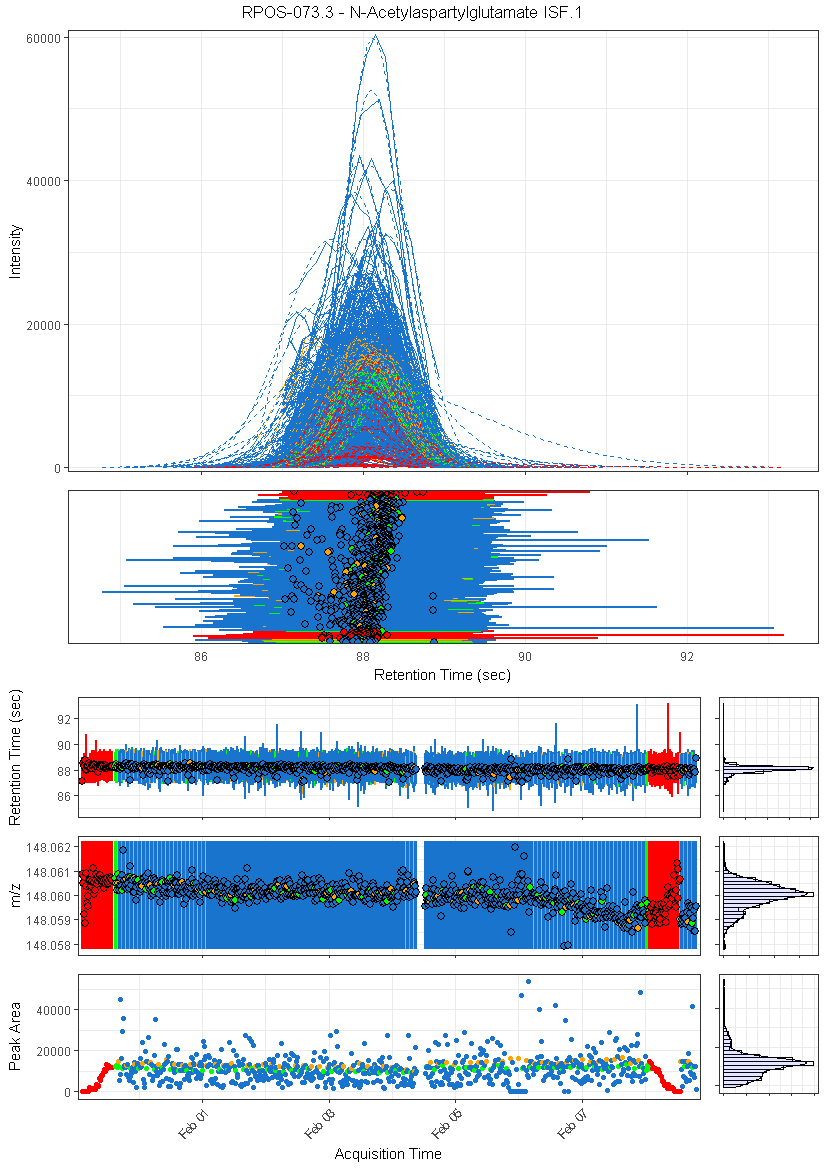 RPOS-073.3 - N-Acetylaspartylglutamate ISF.1
60000
40000
20000
0
Intensity
86
88
90
92
Retention Time (sec)
92
90
88
86
Retention Time (sec)
148.062
148.061
148.060
148.059
148.058
m/z
40000
20000
0
Peak Area
Feb 01
Feb 03
Feb 05
Feb 07
Acquisition Time